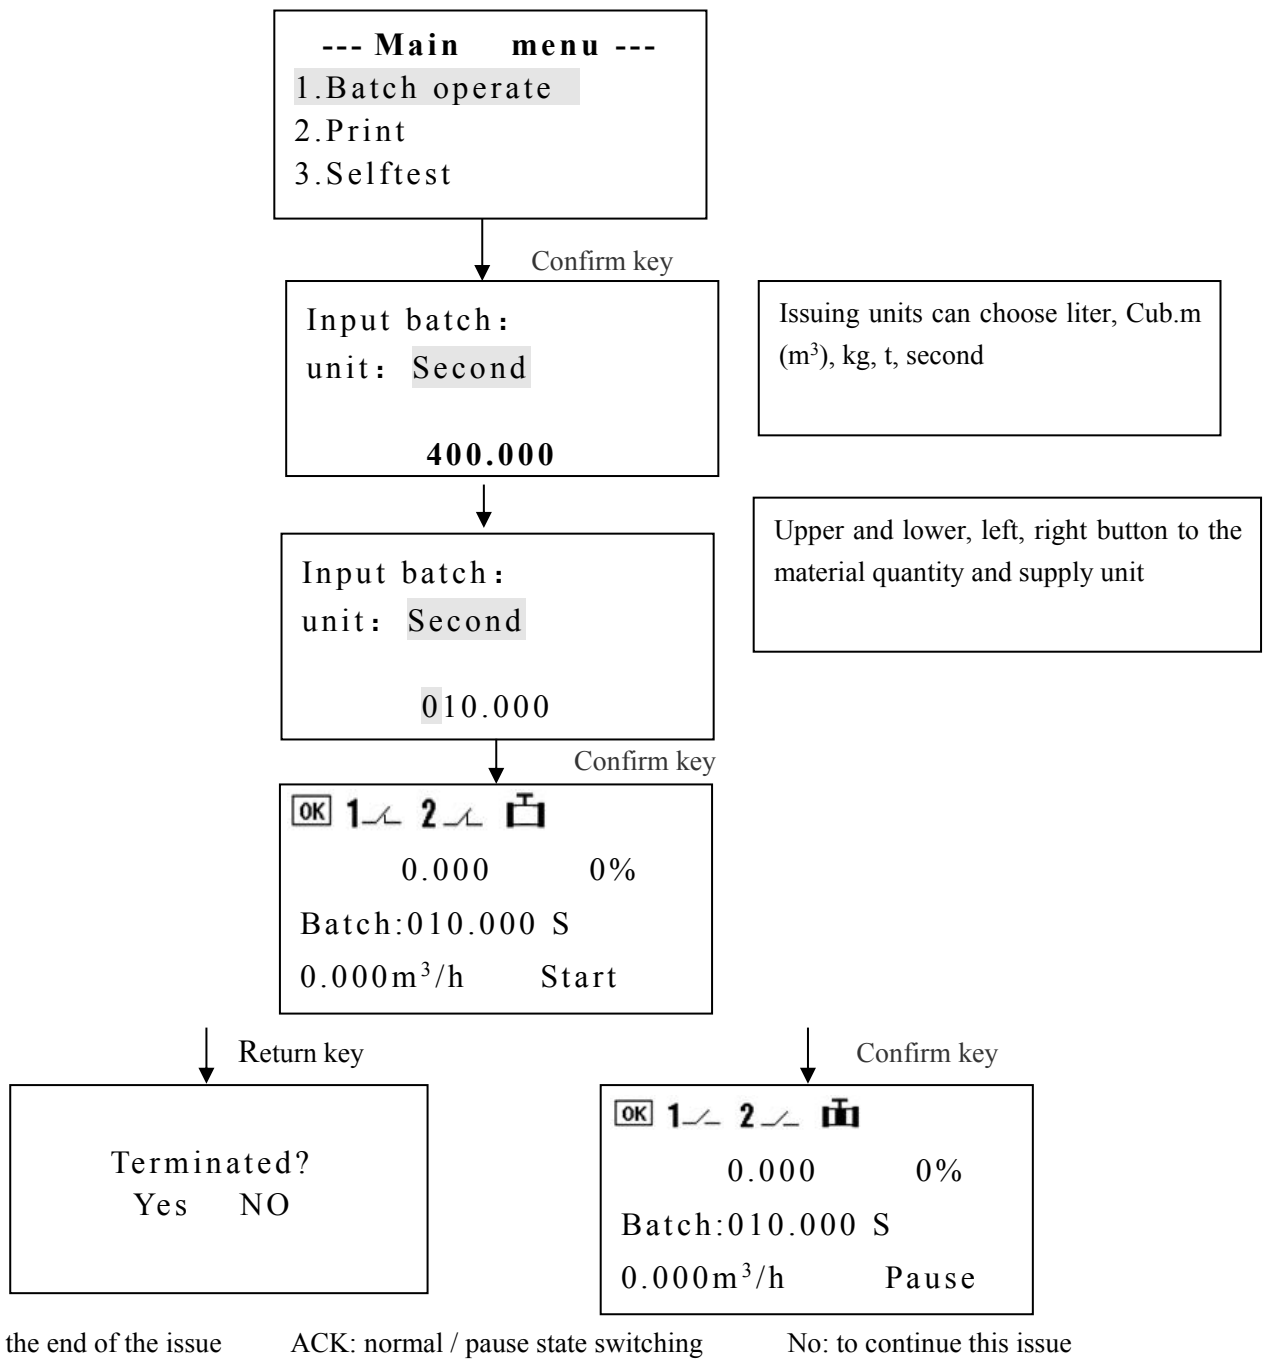 --- Main menu ---
1.Batch operate
2.Print
3.Selftest
Confirm key
Input batch：
unit： Second
400.000
Issuing units can choose liter, Cub.m
(m³), kg, t, second
Input batch：
unit： Second
010.000
Upper and lower, left, right button to the
material quantity and supply unit
Confirm key
OK 1 2
0.000 0%
Batch:010.000 S
0.000m³/h Start
Return key
Confirm key
Terminated?
Yes NO
OK 1 2
0.000 0%
Batch:010.000 S
0.000m³/h Pause
the end of the issue ACK: normal / pause state switching No: to continue this issue